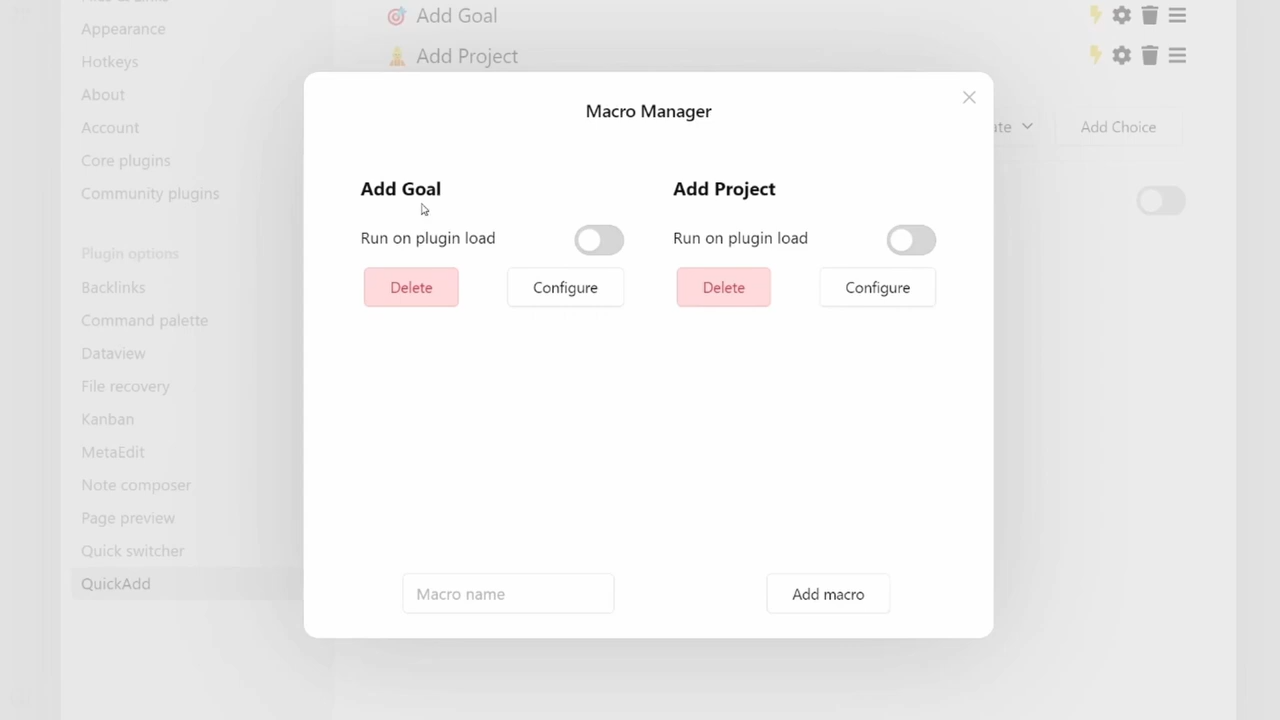 Appearance
Hotkeys
About
Account
Core plugins
Community plugins
Plugin options
Backlinks
Command palette
Dataview
File recovery
Kanban
MetaEdit
Note composer
Page preview
Quick switcher
QuickAdd
Add Goal
Add Project
Add Choice
Macro Manager
Add Goal
Run on plugin load
Delete
Configure
Add Project
Run on plugin load
Delete
Configure
Macro name
Add macro